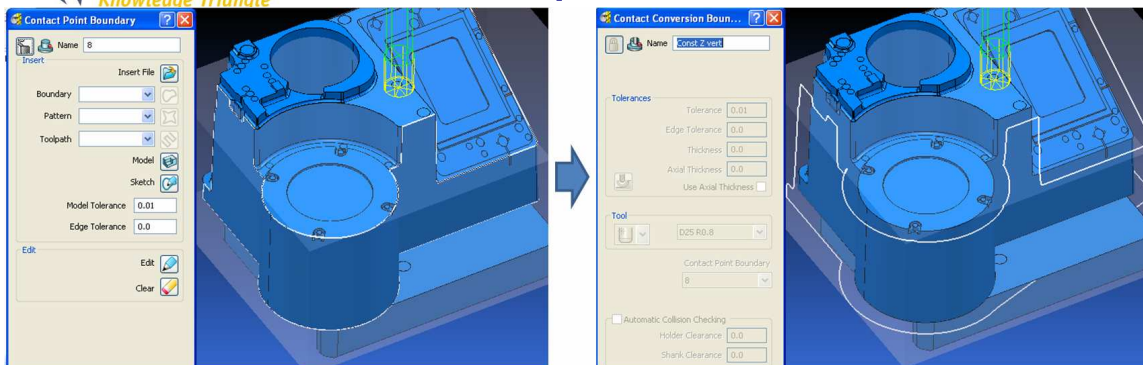 Knowledge Triangle
Contact Point Boundary
Name 8
Insert
Insert File
Boundary
Pattern
Toolpath
Model
Sketch
Model Tolerance 0.01
Edge Tolerance 0.0
Edit
Edit
Clear
Contact Conversion Boun...
Name Const Z vert
Tolerances
Tolerance 0.01
Edge Tolerance 0.0
Thickness 0.0
Axial Thickness 0.0
Use Axial Thickness
Tool
D25 R0.8
Contact Point Boundary
8
Automatic Collision Checking
Holder Clearance 0.0
Shank Clearance 0.0